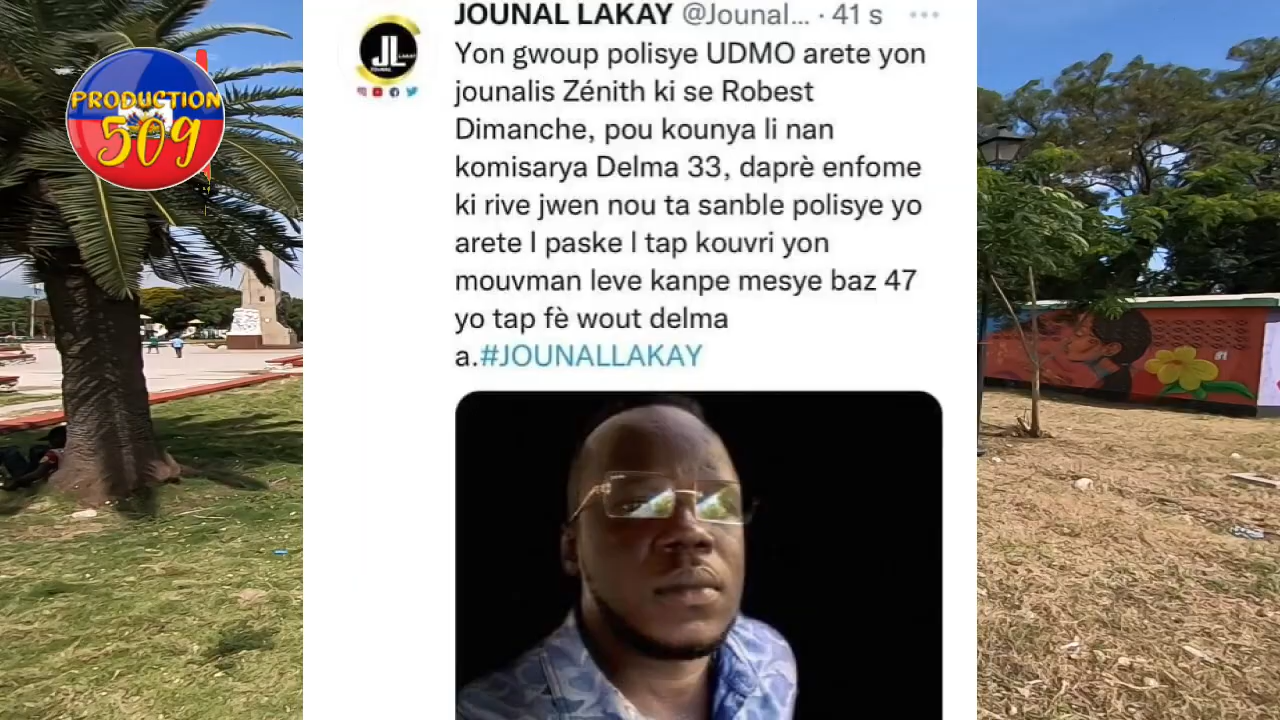 PRODUCTION
509
JL
JOUNAL LAKAY @Jounal... · 41 s
Yon gwoup polisye UDMO arete yon
jounalis Zénith ki se Robest
Dimanche, pou kounya li nan
komisarya Delma 33, daprè enfome
ki rive jwen nou ta sanble polisye yo
arete l paske l tap kouvri yon
mouvman leve kanpe mesye baz 47
yo tap fè wout delma
a.#JOUNALLAKAY